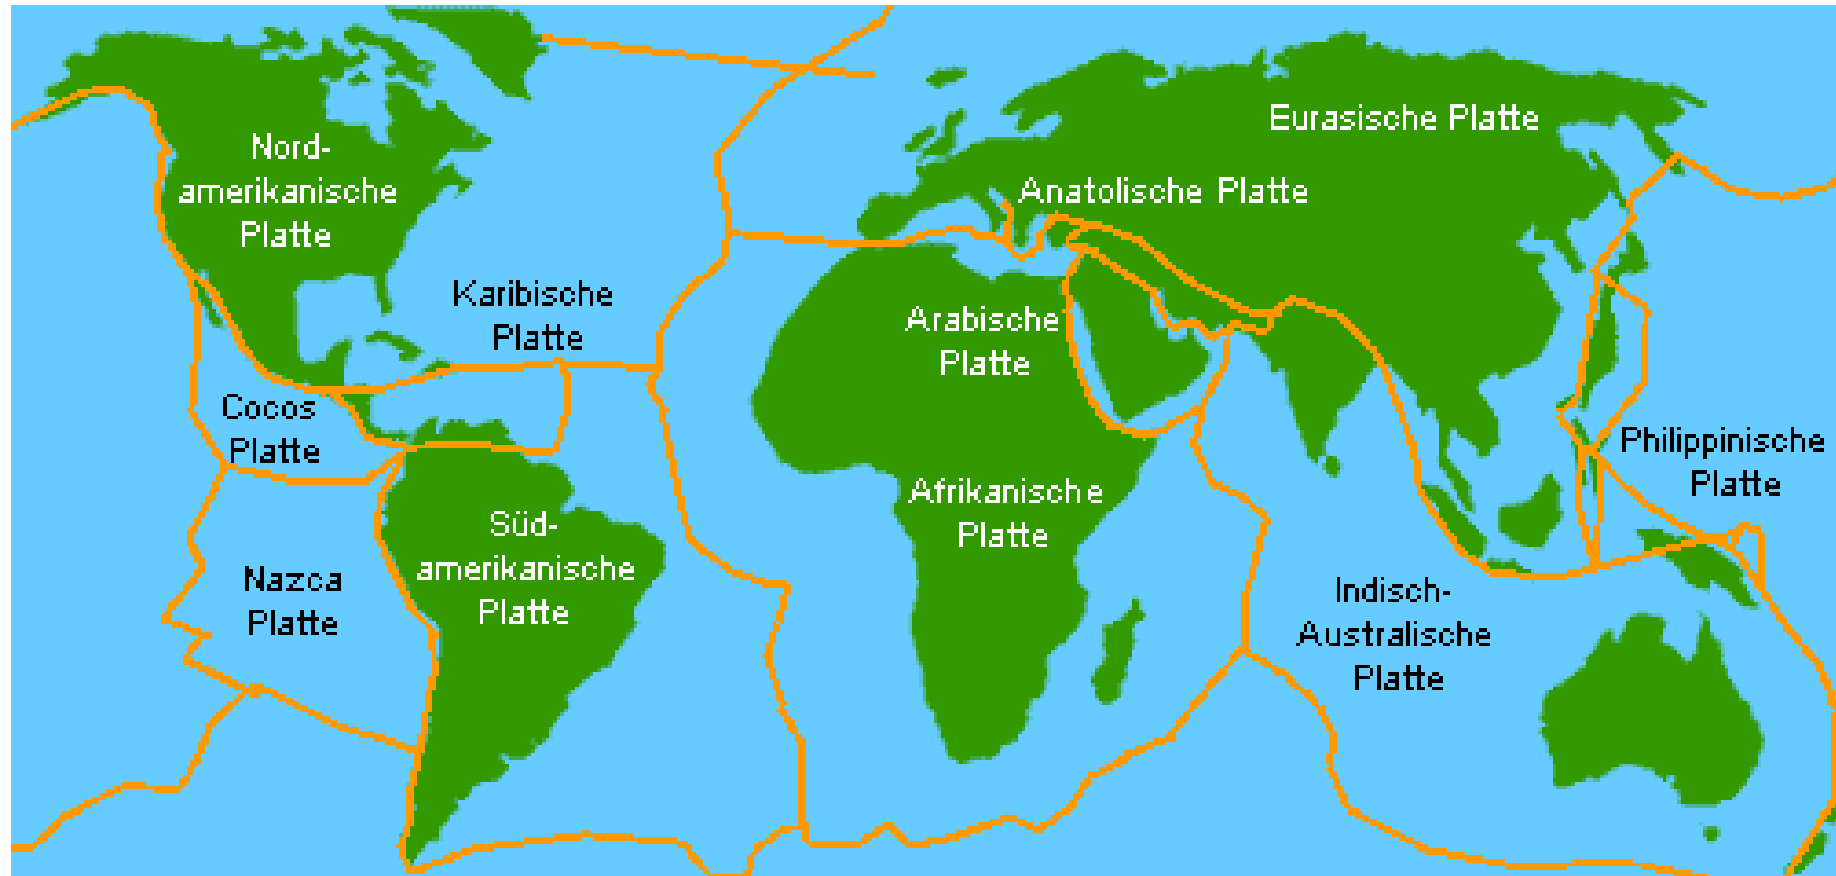 Nord-
amerikanische
Platte
Eurasische Platte
Anatolische Platte
Karibische
Platte
Arabische
Platte
Cocos
Platte
Philippinische
Platte
Afrikanische
Platte
Süd-
amerikanische
Platte
Nazca
Platte
Indisch-
Australische
Platte